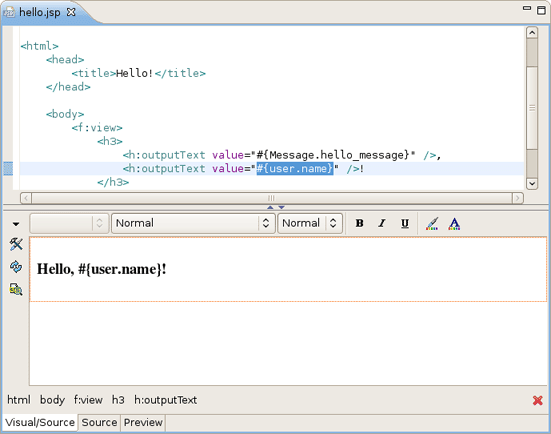 hello.jsp
<html>
<head>
<title>Hello!</title>
</head>
<body>
<f:view>
<h3>
<h:outputText value="#{Message.hello_message}" />,
<h:outputText value="#{user.name}" />!
</h3>
Normal Normal B I U A
Hello, #{user.name}!
html body f:view h3 h:outputText
Visual/Source Source Preview